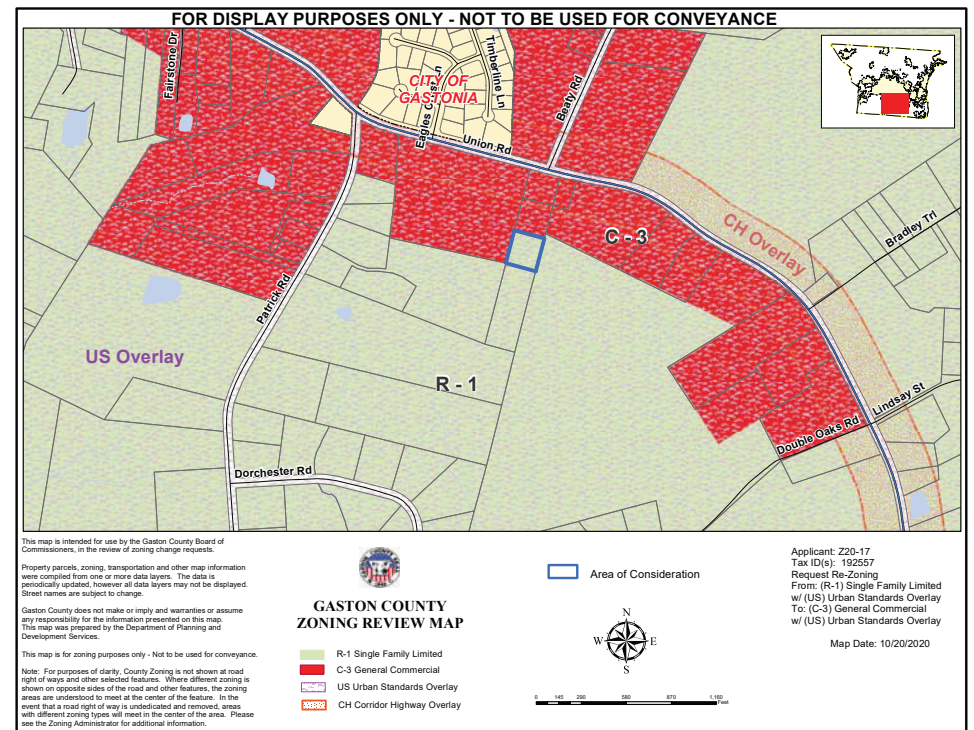 FOR DISPLAY PURPOSES ONLY - NOT TO BE USED FOR CONVEYANCE
Fairstone Dr
CITY OF
GASTONIA
Eagles Ln
Timberline Ln
Beaty Rd
Union Rd
C - 3
CH Overlay
Bradley Trl
Patrick Rd
US Overlay
R - 1
Lindsay St
Double Oaks Rd
Dorchester Rd
This map is intended for use by the Gaston County Board of
Commissioners, in the review of zoning change requests.
Property parcels, zoning, transportation and other map information
were compiled from one or more data layers. The data is
periodically updated, however all data layers may not be displayed.
Street names are subject to change.
Gaston County does not make or imply and warranties or assume
any responsibility for the information presented on this map.
This map was prepared by the Department of Planning and
Development Services.
This map is for zoning purposes only - Not to be used for conveyance.
Note: For purposes of clarity, County Zoning is not shown at road
right of ways and other selected features. Where different zoning is
shown on opposite sides of the road and other features, the zoning
areas are understood to meet at the center of the feature. In the
event that a road right of way is undedicated and removed, areas
with different zoning types will meet in the center of the area. Please
see the Zoning Administrator for additional information.
GASTON COUNTY
ZONING REVIEW MAP
R-1 Single Family Limited
C-3 General Commercial
US Urban Standards Overlay
CH Corridor Highway Overlay
Area of Consideration
N
W E
S
0 145 290 580 870 1,160
Feet
Applicant: Z20-17
Tax ID(s): 192557
Request Re-Zoning
From: (R-1) Single Family Limited
w/ (US) Urban Standards Overlay
To: (C-3) General Commercial
w/ (US) Urban Standards Overlay
Map Date: 10/20/2020